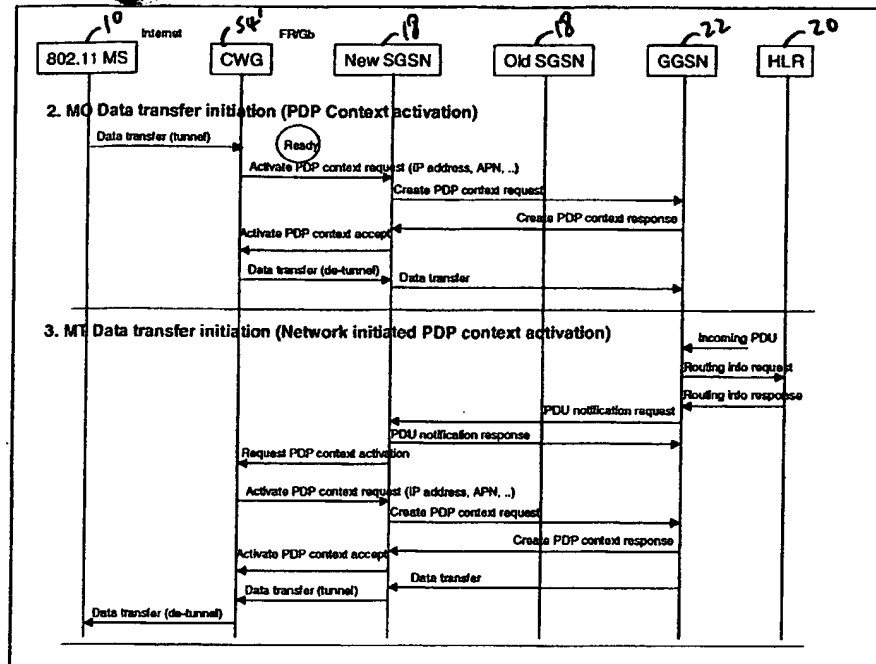 10 54' 18 18 22 20
Internet FR/Gb
802.11 MS CWG New SGSN Old SGSN GGSN HLR
2. MO Data transfer initiation (PDP Context activation)
Data transfer (tunnel)
Ready
Activate PDP context request (IP address, APN, ..)
Create PDP context request
Create PDP context response
Activate PDP context accept
Data transfer (de-tunnel)
Data transfer
3. MT Data transfer initiation (Network initiated PDP context activation)
Incoming PDU
Routing info request
Routing info response
PDU notification request
PDU notification response
Request PDP context activation
Activate PDP context request (IP address, APN, ..)
Create PDP context request
Create PDP context response
Activate PDP context accept
Data transfer
Data transfer (tunnel)
Data transfer (de-tunnel)